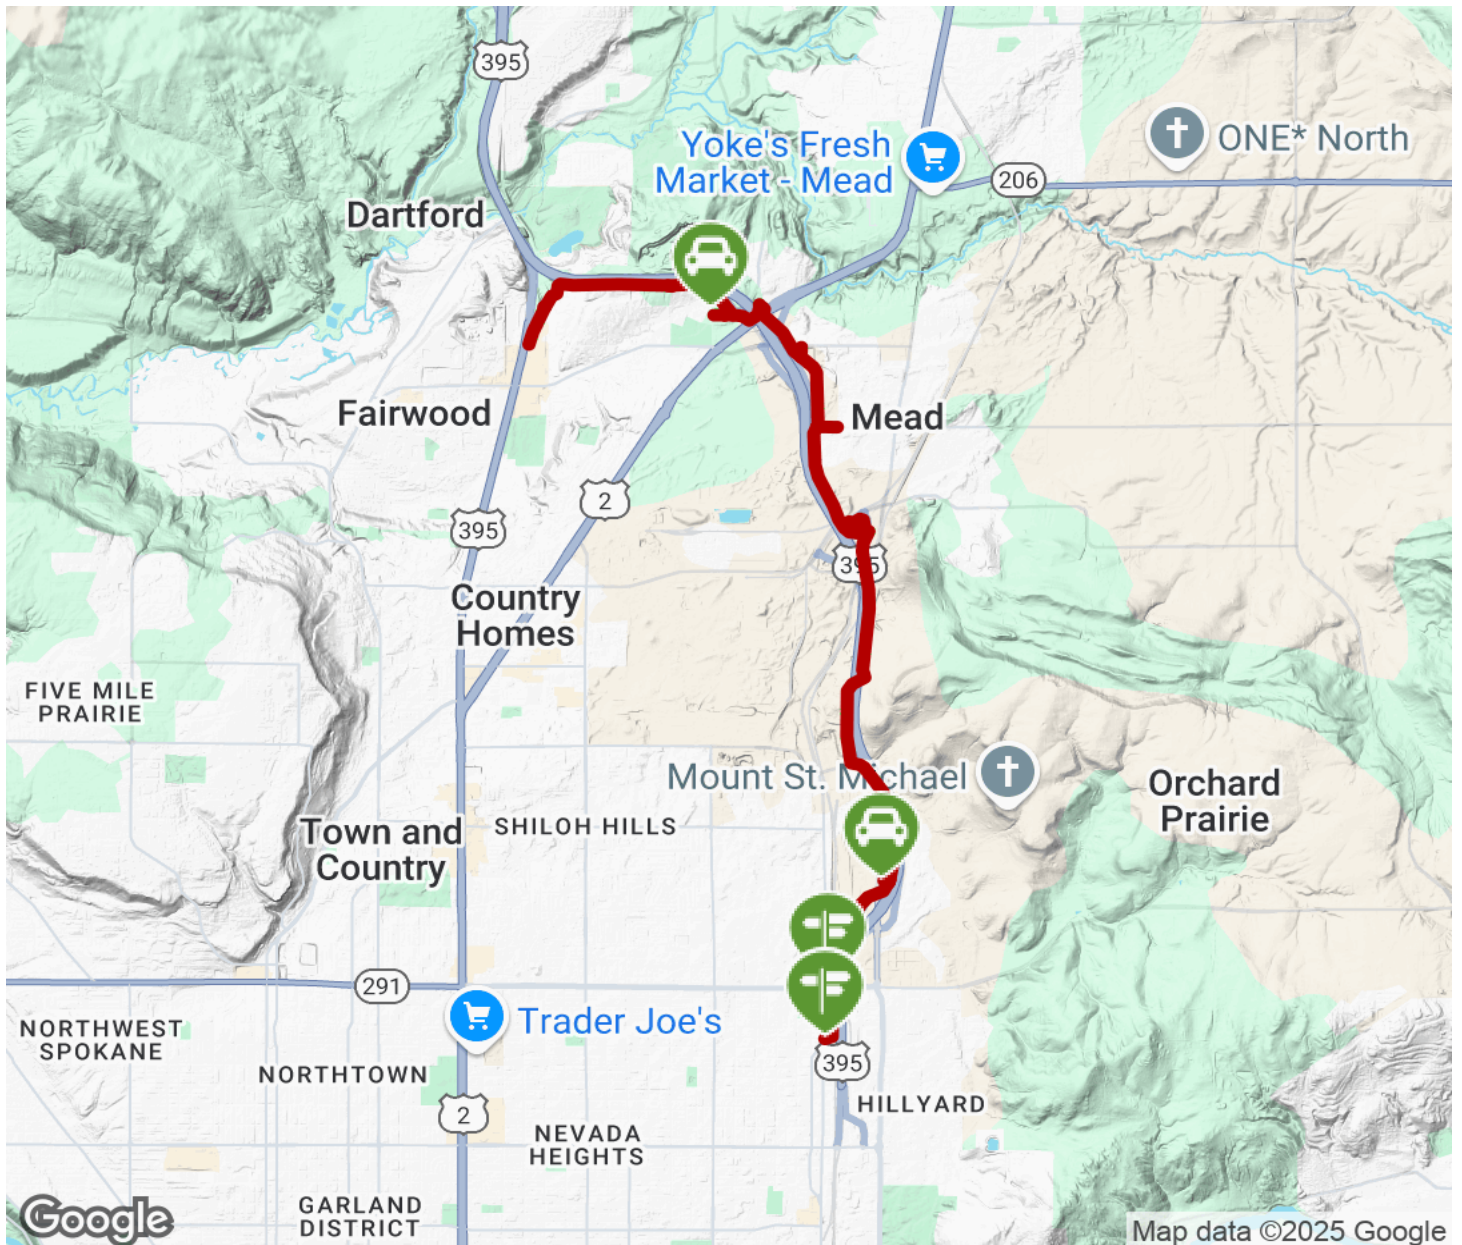 395
Yoke's Fresh
Market - Mead
ONE* North
206
Dartford
Fairwood
Mead
2
395
395
Country
Homes
FIVE MILE
PRAIRIE
Mount St. Michael
Orchard
Prairie
Town and
Country
SHILOH HILLS
291
Trader Joe's
NORTHWEST
SPOKANE
NORTHTOWN
395
HILLYARD
2
NEVADA
HEIGHTS
GARLAND
DISTRICT
Google
Map data ©2025 Google